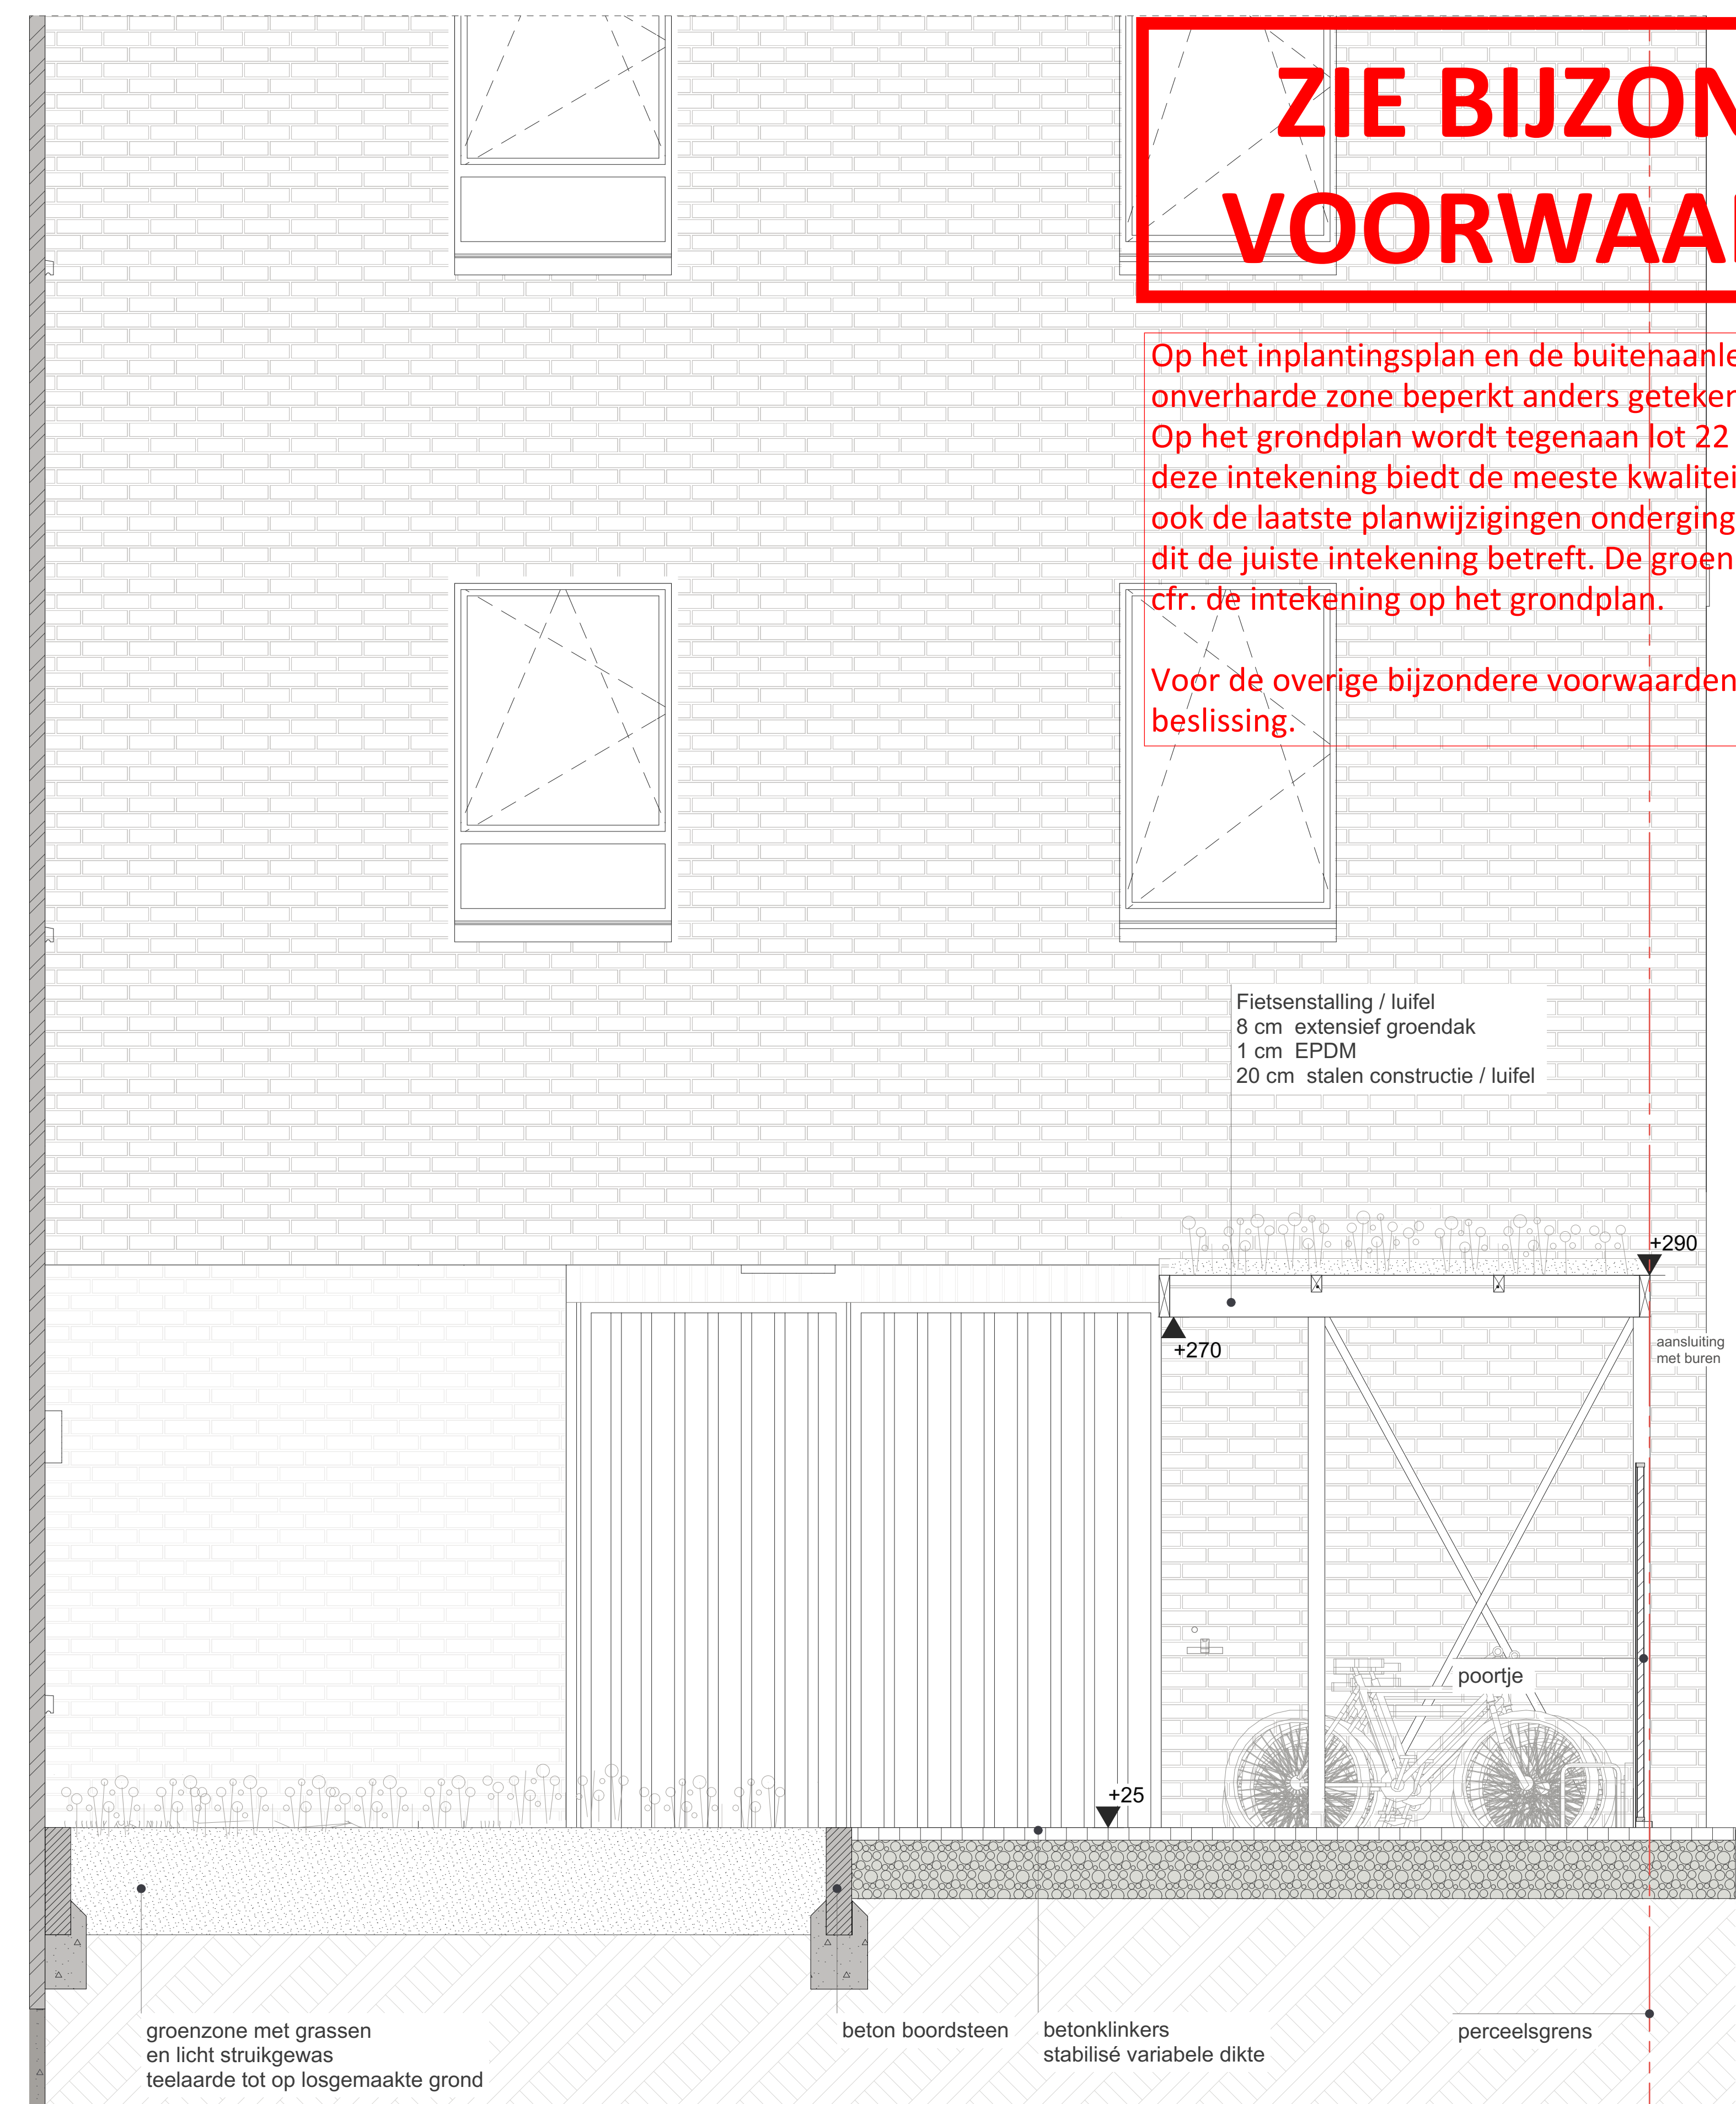 ZIE BIJZON
VOORWAA
Op het inplantingsplan en de buitenaanle
onverharde zone beperkt anders geteken
Op het grondplan wordt tegenaan lot 22
deze intekening biedt de meeste kwalitei
ook de laatste planwijzigingen onderging
dit de juiste intekening betreft. De groen
cfr. de intekening op het grondplan.
Voor de overige bijzondere voorwaarden
beslissing.
Fietsenstalling / luifel
8 cm extensief groendak
1 cm EPDM
20 cm stalen constructie / luifel
+290
+270
aansluiting
met buren
poortje
+25
groenzone met grassen
en licht struikgewas
teelaarde tot op losgemaakte grond
beton boordsteen
betonklinkers
stabilisé variabele dikte
perceelsgrens